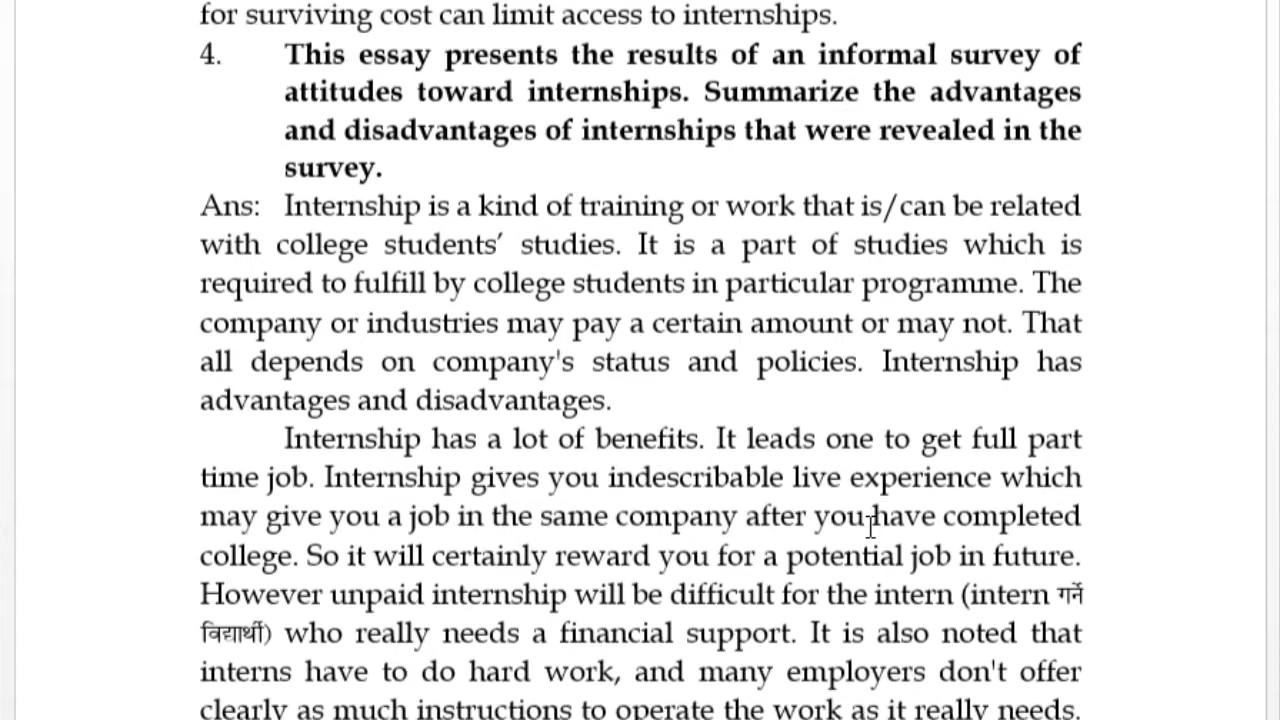 for surviving cost can limit access to internships.
4. This essay presents the results of an informal survey of
attitudes toward internships. Summarize the advantages
and disadvantages of internships that were revealed in the
survey.
Ans: Internship is a kind of training or work that is/can be related
with college students’ studies. It is a part of studies which is
required to fulfill by college students in particular programme. The
company or industries may pay a certain amount or may not. That
all depends on company's status and policies. Internship has
advantages and disadvantages.
Internship has a lot of benefits. It leads one to get full part
time job. Internship gives you indescribable live experience which
may give you a job in the same company after you have completed
college. So it will certainly reward you for a potential job in future.
However unpaid internship will be difficult for the intern (intern गर्ने
विद्यार्थी) who really needs a financial support. It is also noted that
interns have to do hard work, and many employers don't offer
clearly as much instructions to operate the work as it really needs.